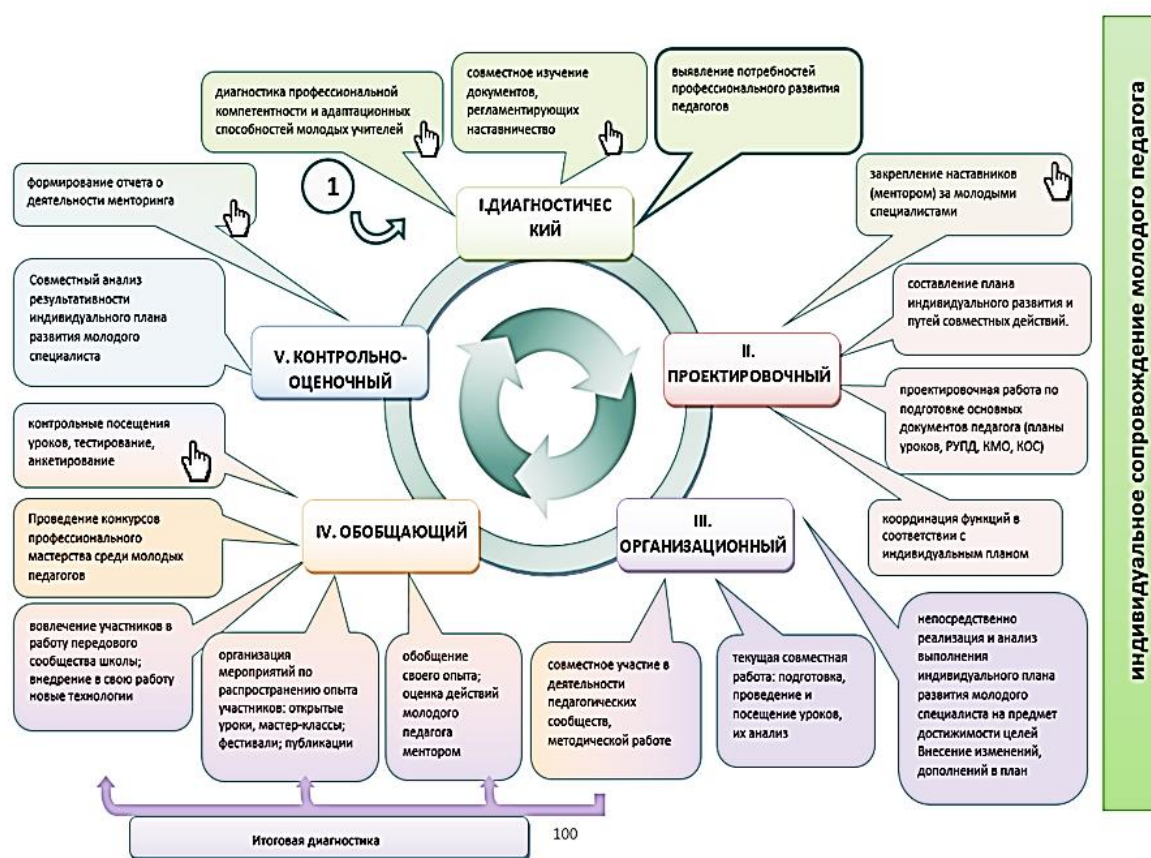 диагностика профессиональной
компетентности и адаптационных
способностей молодых учителей
совместное изучение
документов,
регламентирующих
наставничество
выявление потребностей
профессионального развития
педагогов
1
I.ДИАГНОСТИЧЕС
КИЙ
закрепление наставников
(ментором) за молодыми
специалистами
составление плана
индивидуального развития и
путей совместных действий.
II.
ПРОЕКТИРОВОЧНЫЙ
проектировочная работа по
подготовке основных
документов педагога (планы
уроков, РУПД, КМО, КОС)
координация функций в
соответствии с
индивидуальным планом
III.
ОРГАНИЗАЦИОННЫЙ
непосредственно
реализация и анализ
выполнения
индивидуального плана
развития молодого
специалиста на предмет
достижимости целей
Внесение изменений,
дополнений в план
текущая совместная
работа: подготовка,
проведение и
посещение уроков,
их анализ
совместное участие в
деятельности
педагогических
сообществ,
методической работе
IV. ОБОБЩАЮЩИЙ
обобщение
своего опыта;
оценка действий
молодого
педагога
ментором
организация
мероприятий по
распространению опыта
участников: открытые
уроки, мастер-классы;
фестивали; публикации
вовлечение участников в
работу передового
сообщества школы;
внедрение в свою работу
новые технологии
Проведение конкурсов
профессионального
мастерства среди молодых
педагогов
контрольные посещения
уроков, тестирование,
анкетирование
V. КОНТРОЛЬНО-
ОЦЕНОЧНЫЙ
Совместный анализ
результативности
индивидуального плана
развития молодого
специалиста
формирование отчета о
деятельности менторинга
Итоговая диагностика
100
индивидуальное сопровождение молодого педагога